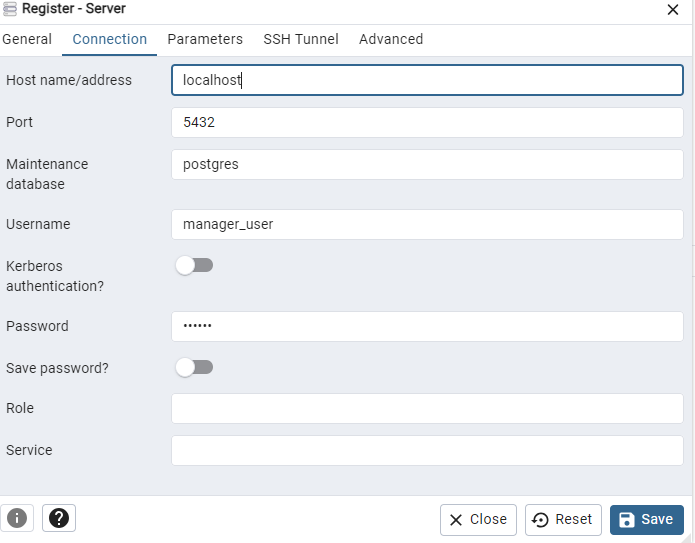 Register - Server
General Connection Parameters SSH Tunnel Advanced
Host name/address localhost
Port 5432
Maintenance
database postgres
Username manager_user
Kerberos
authentication?
Password ••••••
Save password?
Role
Service
Close Reset Save